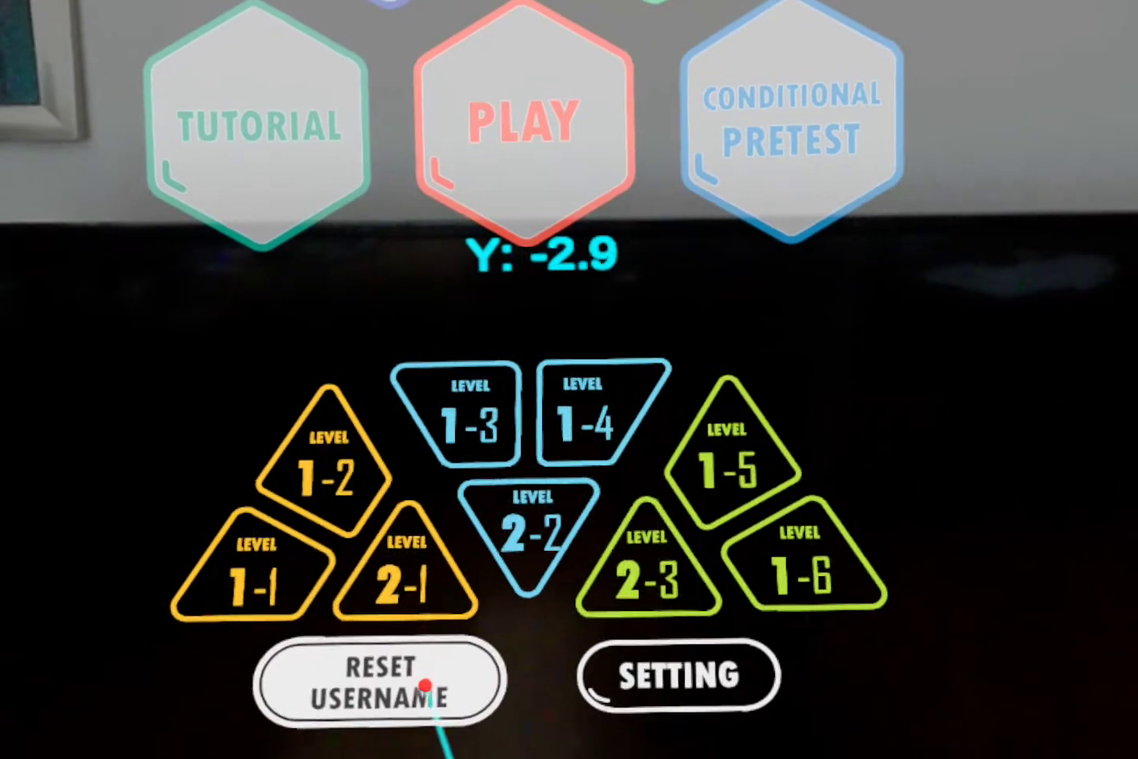 TUTORIAL
PLAY
CONDITIONAL
PRETEST
Y: -2.9
LEVEL
1-3
LEVEL
1-4
LEVEL
1-2
LEVEL
1-5
LEVEL
2-2
LEVEL
1-1
LEVEL
2-1
LEVEL
2-3
LEVEL
1-6
RESET
USERNAME
SETTING